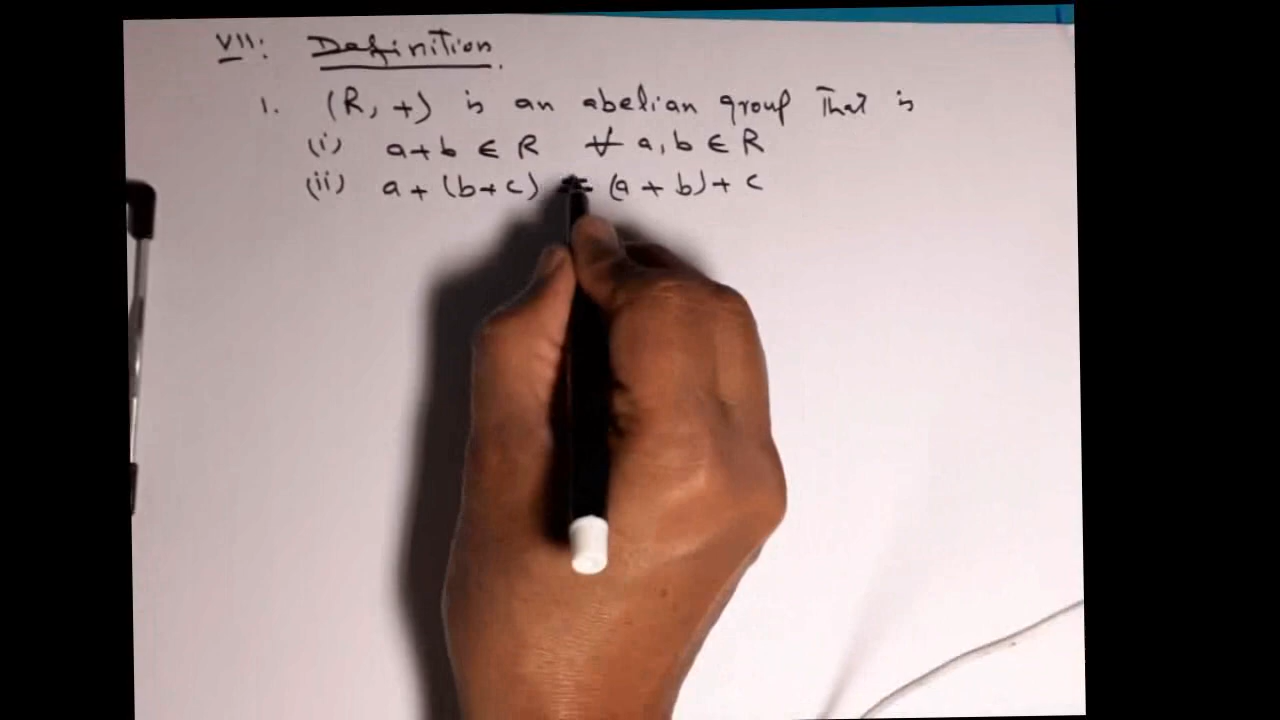 VII: Definition.
1. (R, +) is an abelian group That is
(i) a+b ∈ R ∀ a, b ∈ R
(ii) a + (b+c) = (a + b) + c